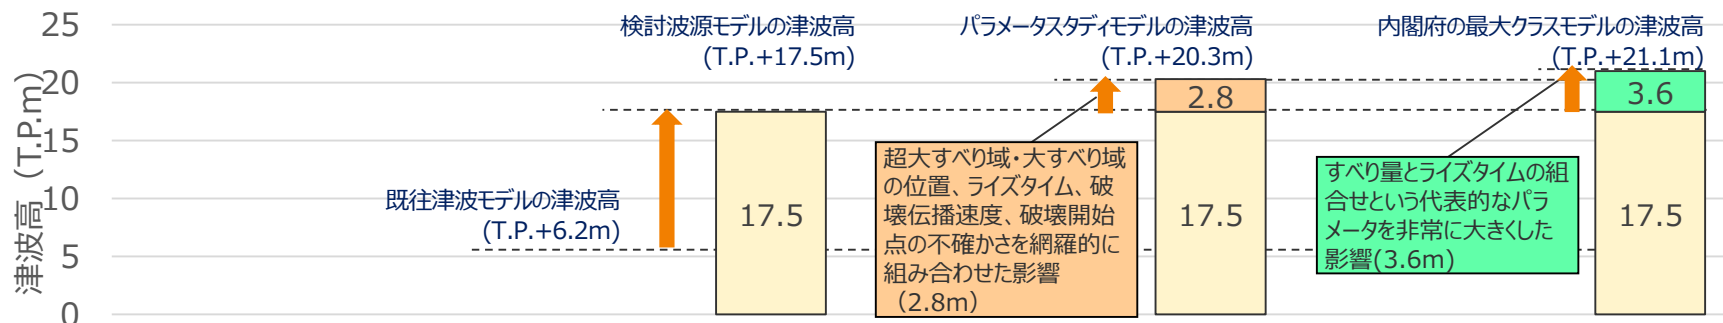 津波高（T.P.m）
25
20
15
10
5
0
既往津波モデルの津波高
(T.P.+6.2m)
検討波源モデルの津波高
(T.P.+17.5m)
17.5
パラメータスタディモデルの津波高
(T.P.+20.3m)
2.8
17.5
超大すべり域・大すべり域
の位置、ライズタイム、破
壊伝播速度、破壊開始
点の不確かさを網羅的に
組み合わせた影響
（2.8m）
内閣府の最大クラスモデルの津波高
(T.P.+21.1m)
3.6
17.5
すべり量とライズタイムの組
合せという代表的なパラ
メータを非常に大きくした
影響(3.6m)